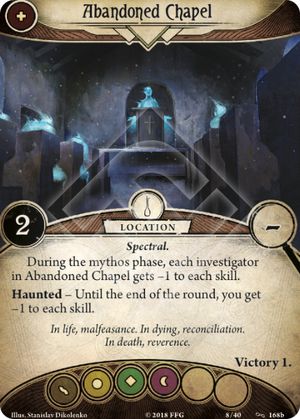 Abandoned Chapel
2
LOCATION
–
Spectral.
During the mythos phase, each investigator
in Abandoned Chapel gets –1 to each skill.
Haunted – Until the end of the round, you get
–1 to each skill.
In life, malfeasance. In dying, reconciliation.
In death, reverence.
Victory 1.
Illus. Stanislav Dikolenko
© 2018 FFG
8/40
168b